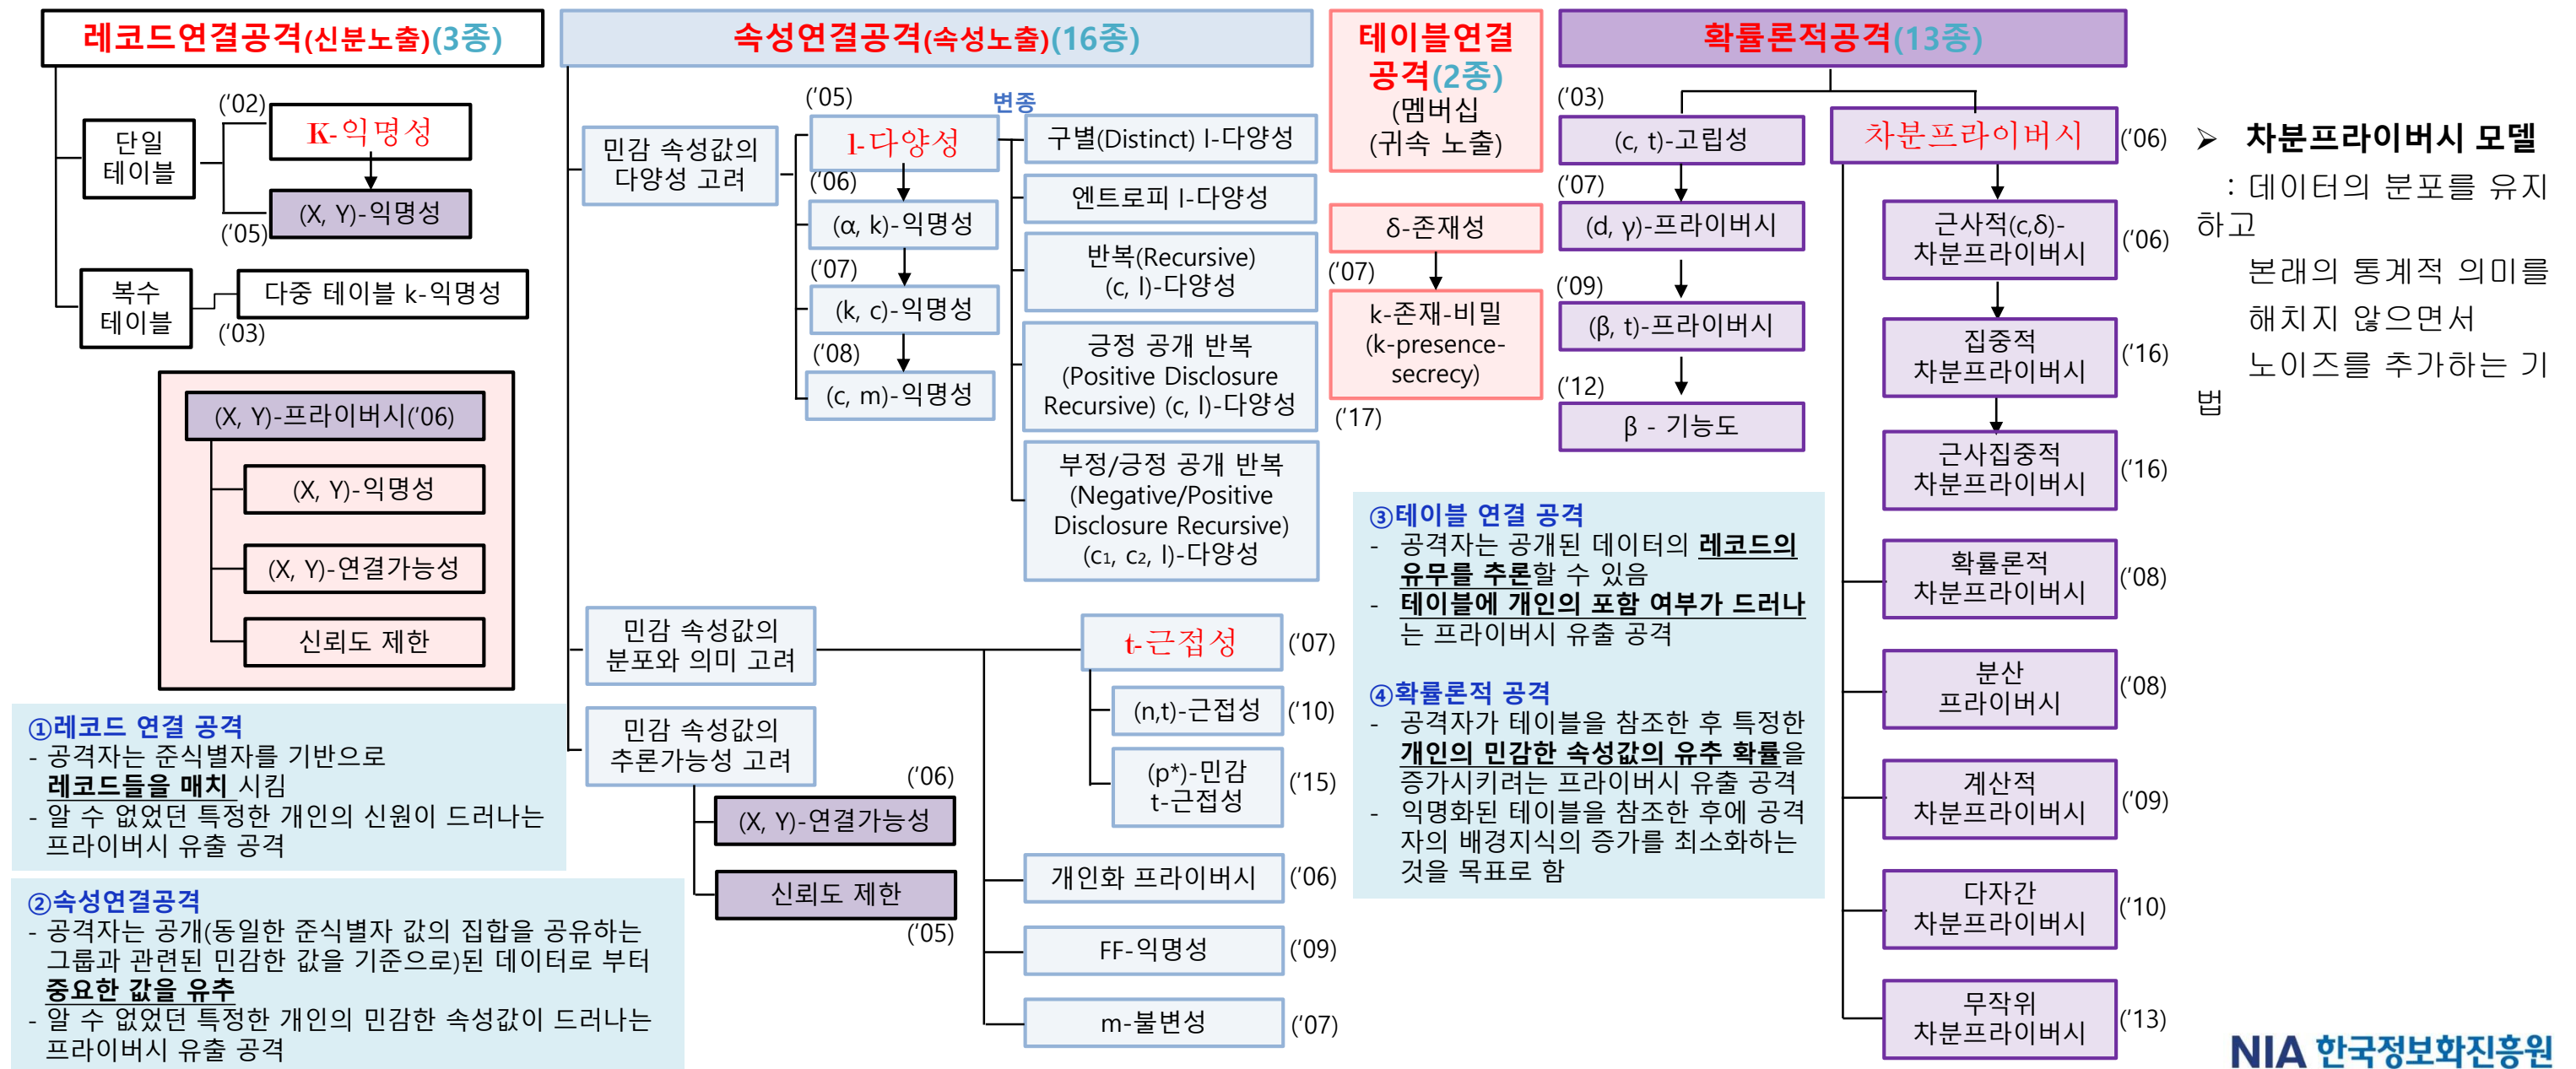 레코드연결공격(신분노출)(3종)
단일
테이블
('02)
K-익명성
(X, Y)-익명성
('05)
복수
테이블
다중 테이블 k-익명성
('03)
(X, Y)-프라이버시('06)
(X, Y)-익명성
(X, Y)-연결가능성
신뢰도 제한
①레코드 연결 공격
- 공격자는 준식별자를 기반으로
레코드들을 매치 시킴
- 알 수 없었던 특정한 개인의 신원이 드러나는
프라이버시 유출 공격
②속성연결공격
- 공격자는 공개(동일한 준식별자 값의 집합을 공유하는
그룹과 관련된 민감한 값을 기준으로)된 데이터로 부터
중요한 값을 유추
- 알 수 없었던 특정한 개인의 민감한 속성값이 드러나는
프라이버시 유출 공격
속성연결공격(속성노출)(16종)
민감 속성값의
다양성 고려
('05)
l-다양성
('06)
(α, k)-익명성
('07)
(k, c)-익명성
('08)
(c, m)-익명성
변종
구별(Distinct) l-다양성
엔트로피 l-다양성
반복(Recursive)
(c, l)-다양성
긍정 공개 반복
(Positive Disclosure
Recursive) (c, l)-다양성
부정/긍정 공개 반복
(Negative/Positive
Disclosure Recursive)
(c₁, c₂, l)-다양성
민감 속성값의
분포와 의미 고려
t-근접성
('07)
(n,t)-근접성
('10)
(p*)-민감
t-근접성
('15)
개인화 프라이버시
('06)
FF-익명성
('09)
m-불변성
('07)
민감 속성값의
추론가능성 고려
('06)
(X, Y)-연결가능성
신뢰도 제한
('05)
테이블연결
공격(2종)
(멤버십
(귀속 노출)
δ-존재성
('07)
k-존재-비밀
(k-presence-
secrecy)
('17)
확률론적공격(13종)
('03)
(c, t)-고립성
('07)
(d, γ)-프라이버시
('09)
(β, t)-프라이버시
('12)
β - 기능도
차분프라이버시
('06)
근사적(c,δ)-
차분프라이버시
('06)
집중적
차분프라이버시
('16)
근사집중적
차분프라이버시
('16)
확률론적
차분프라이버시
('08)
분산
프라이버시
('08)
계산적
차분프라이버시
('09)
다자간
차분프라이버시
('10)
무작위
차분프라이버시
('13)
③테이블 연결 공격
- 공격자는 공개된 데이터의 레코드의
유무를 추론할 수 있음
- 테이블에 개인의 포함 여부가 드러나
는 프라이버시 유출 공격
④확률론적 공격
- 공격자가 테이블을 참조한 후 특정한
개인의 민감한 속성값의 유추 확률을
증가시키려는 프라이버시 유출 공격
- 익명화된 테이블을 참조한 후에 공격
자의 배경지식의 증가를 최소화하는
것을 목표로 함
➢ 차분프라이버시 모델
: 데이터의 분포를 유지
하고
본래의 통계적 의미를
해치지 않으면서
노이즈를 추가하는 기
법
NIA 한국정보화진흥원